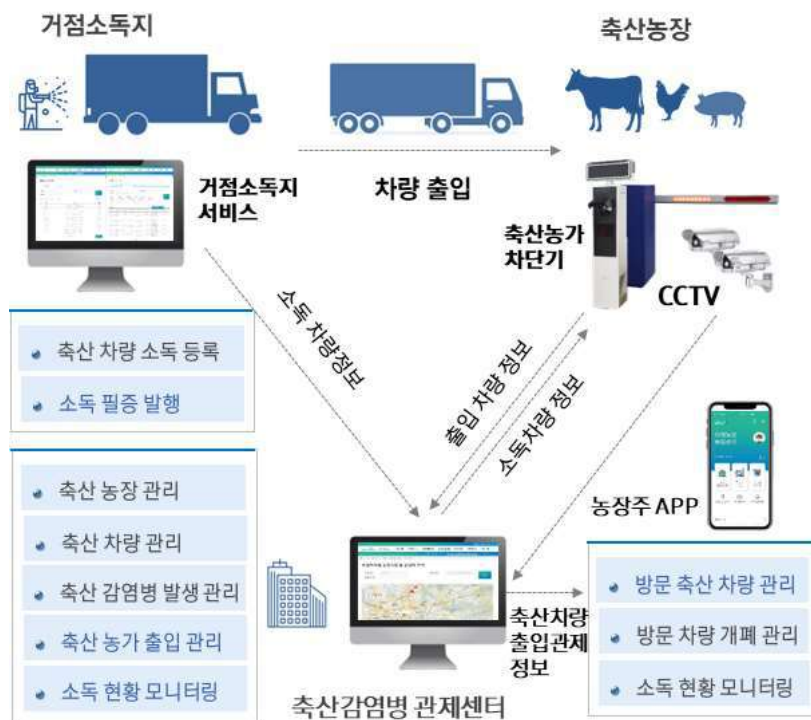 거점소독지
축산농장
거점소독지
서비스
차량 출입
축산농가
차단기
CCTV
소독 차량정보
출입 차량 정보
소독차량 정보
축산 차량 소독 등록
소독 필증 발행
농장주 APP
축산 농장 관리
축산 차량 관리
축산 감염병 발생 관리
축산 농가 출입 관리
소독 현황 모니터링
축산차량
출입관제
정보
방문 축산 차량 관리
방문 차량 개폐 관리
소독 현황 모니터링
축산감염병 관제센터